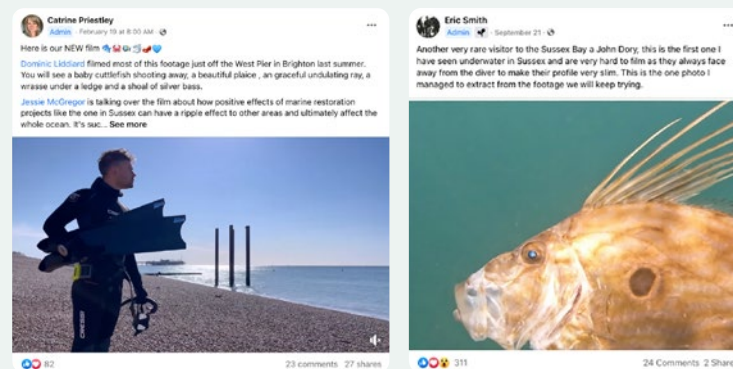 Catrine Priestley
Admin · February 19 at 8:00 AM ·
Here is our NEW film
Dominic Liddiard filmed most of this footage just off the West Pier in Brighton last summer.
You will see a baby cuttlefish shooting away, a beautiful plaice , an graceful undulating ray, a
wrasse under a ledge and a shoal of silver bass.
Jessie McGregor is talking over the film about how positive effects of marine restoration
projects like the one in Sussex can have a ripple effect to other areas and ultimately affect the
whole ocean. It's suc... See more
CRESSI
82
23 comments 27 shares
Eric Smith
Admin · September 21 ·
Another very rare visitor to the Sussex Bay a John Dory, this is the first one I
have seen underwater in Sussex and are very hard to film as they always face
away from the diver to make their profile very slim. This is the one photo I
managed to extract from the footage we will keep trying.
311
24 Comments 2 Share